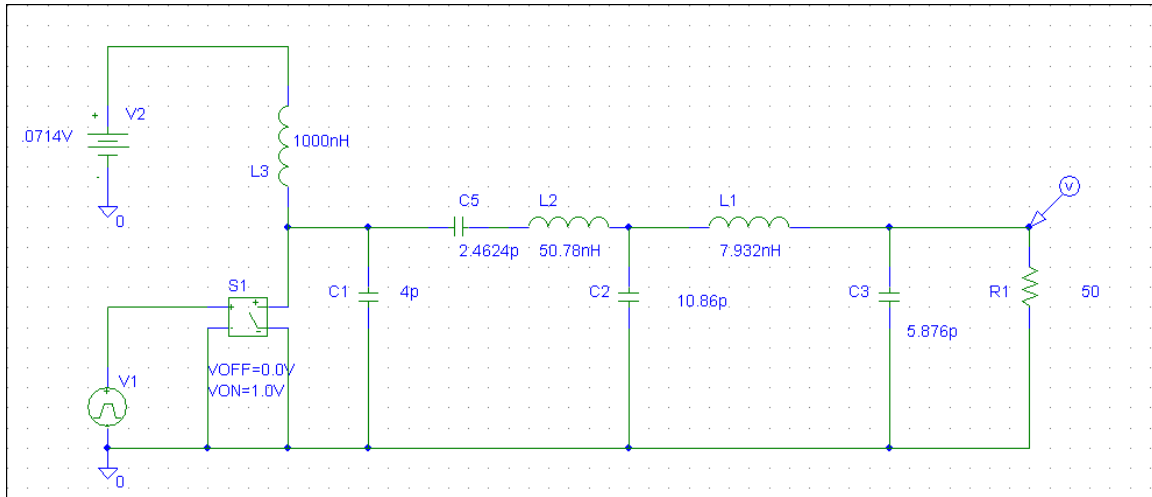 V2
.0714V
+
-
0
L3
1000nH
V
C5
2.4624p
L2
50.78nH
L1
7.932nH
S1
+
+
-
-
VOFF=0.0V
VON=1.0V
C1
4p
C2
10.86p
C3
5.876p
R1
50
V1
+
-
0